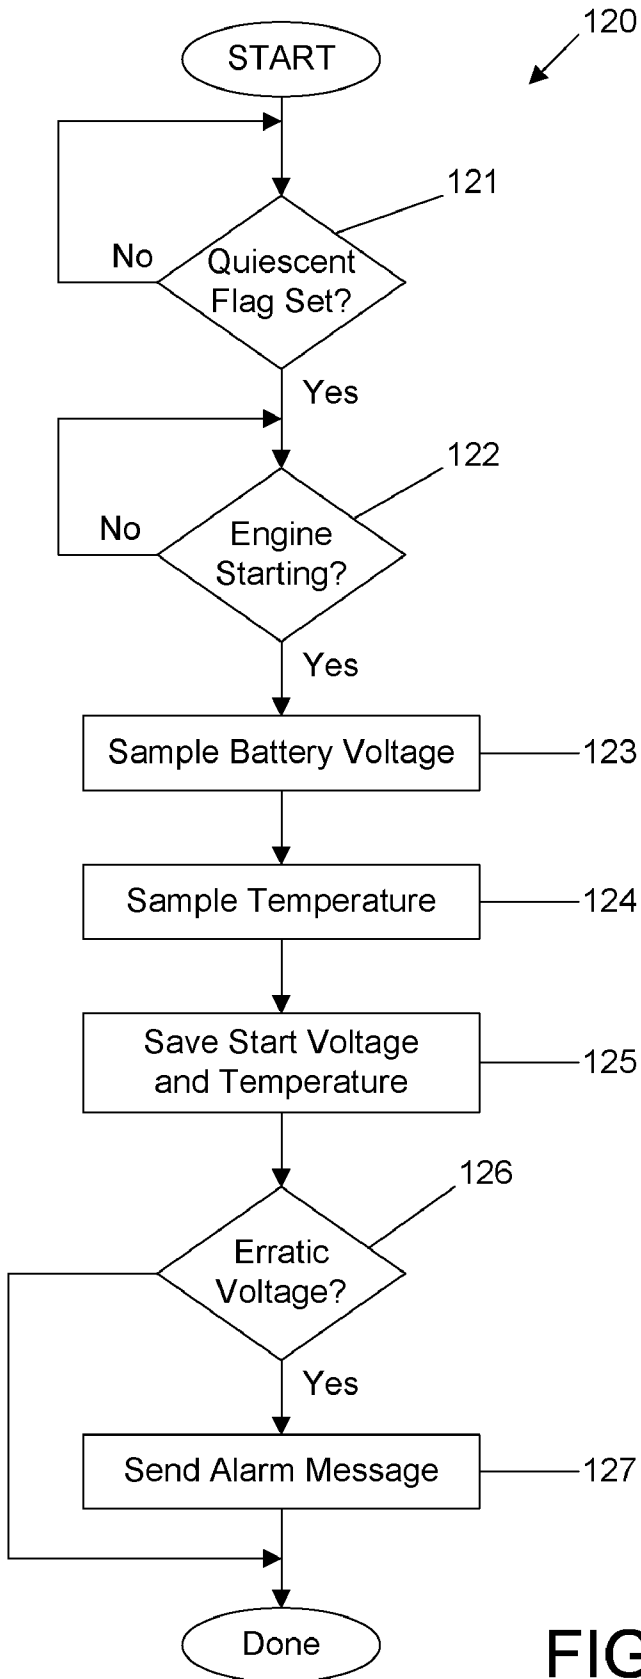 START
120
121
Quiescent
Flag Set?
No
Yes
122
Engine
Starting?
No
Yes
Sample Battery Voltage
123
Sample Temperature
124
Save Start Voltage
and Temperature
125
126
Erratic
Voltage?
Yes
Send Alarm Message
127
Done
FIG